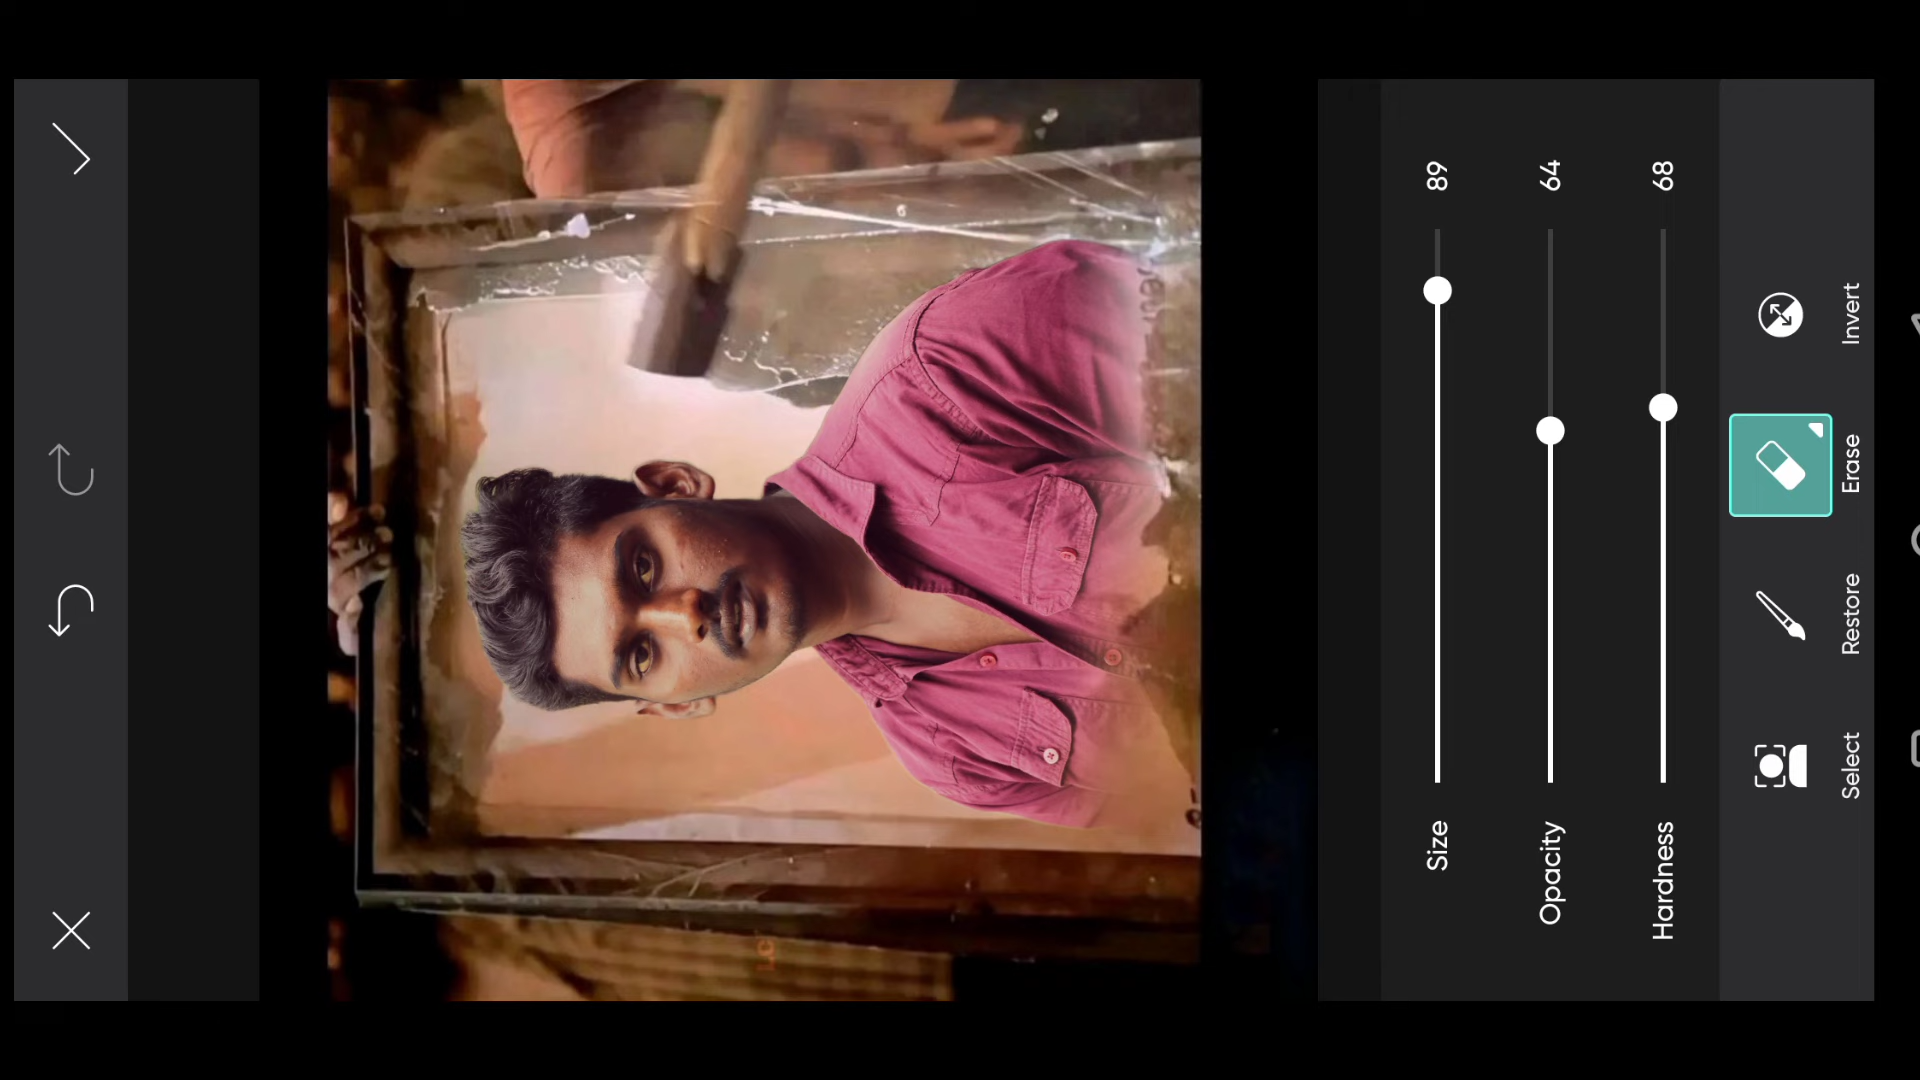 Size 89
Opacity 64
Hardness 68
Select
Restore
Erase
Invert